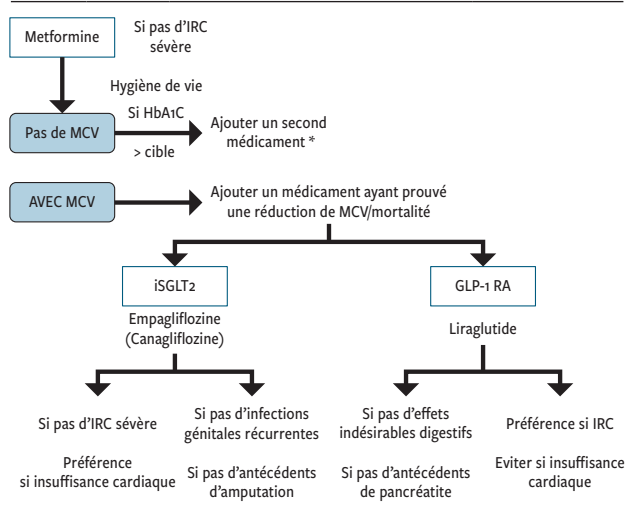 Metformine
Si pas d'IRC
sévère
Hygiène de vie
Si HbA1C
Pas de MCV
> cible
Ajouter un second
médicament *
AVEC MCV
Ajouter un médicament ayant prouvé
une réduction de MCV/mortalité
iSGLT2
GLP-1 RA
Empagliflozine
(Canagliflozine)
Liraglutide
Si pas d'IRC sévère
Préférence
si insuffisance cardiaque
Si pas d'infections
génitales récurrentes
Si pas d'antécédents
d'amputation
Si pas d'effets
indésirables digestifs
Si pas d'antécédents
de pancréatite
Préférence si IRC
Eviter si insuffisance
cardiaque